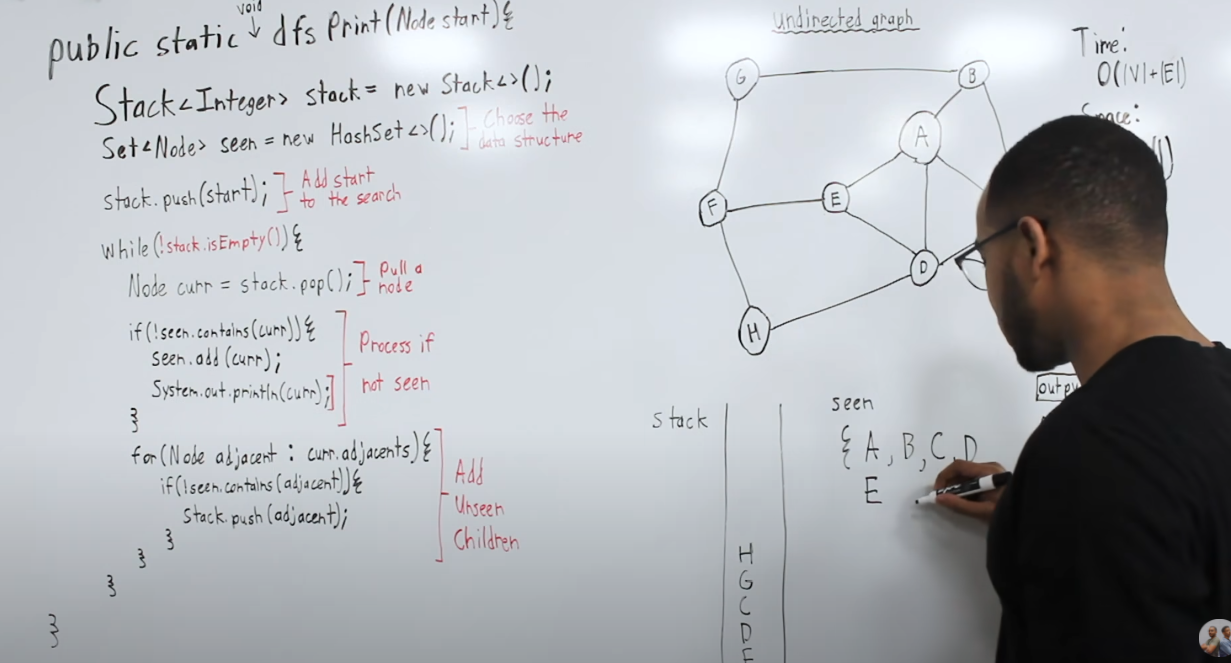 void
public static ↓ dfs Print(Node start){
Stack<Integer> stack = new Stack<>();
Set<Node> seen = new HashSet<>();
Choose the
data structure
stack.push(start);
Add start
to the search
while(!stack.isEmpty()){
Node curr = stack.pop();
Pull a
node
if(!seen.contains(curr)){
seen.add(curr);
System.out.println(curr);
}
Process if
not seen
for(Node adjacent : curr.adjacents){
if(!seen.contains(adjacent)){
Stack.push(adjacent);
}
}
}
}
Add
Unseen
Children
undirected graph
G
B
A
F
E
D
H
Time:
O(|V|+|E|)
Space:
stack
H
G
C
D
seen
{ A, B, C, D
E